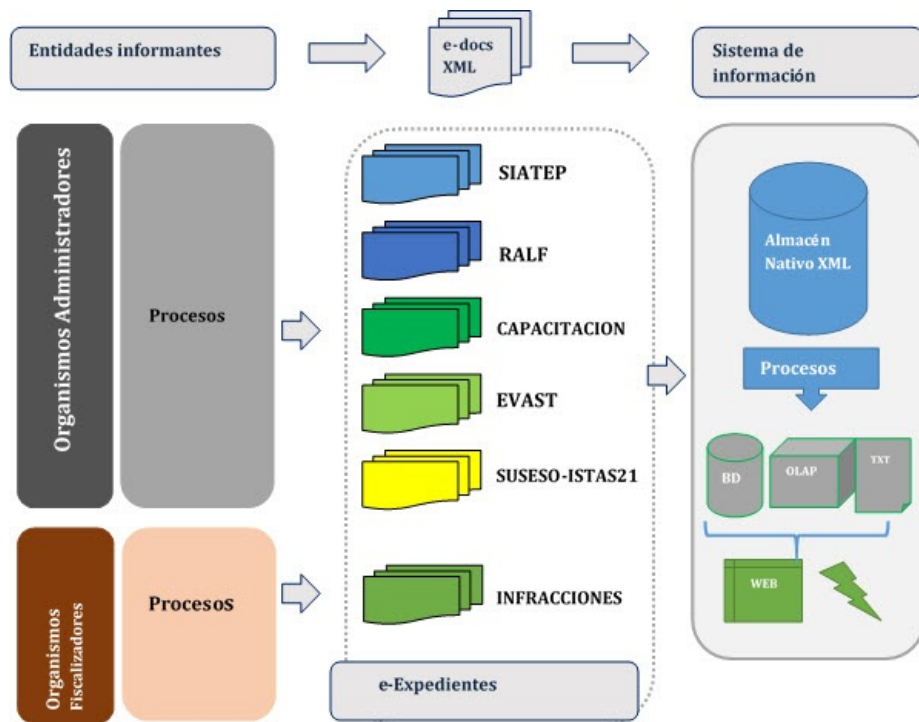 Entidades informantes
e-docs
XML
Sistema de
información
Organismos Administradores
Procesos
SIATEP
RALF
CAPACITACION
EVAST
SUSESO-ISTAS21
Organismos
Fiscalizadores
Procesos
INFRACCIONES
e-Expedientes
Almacén
Nativo XML
Procesos
BD
OLAP
TXT
WEB